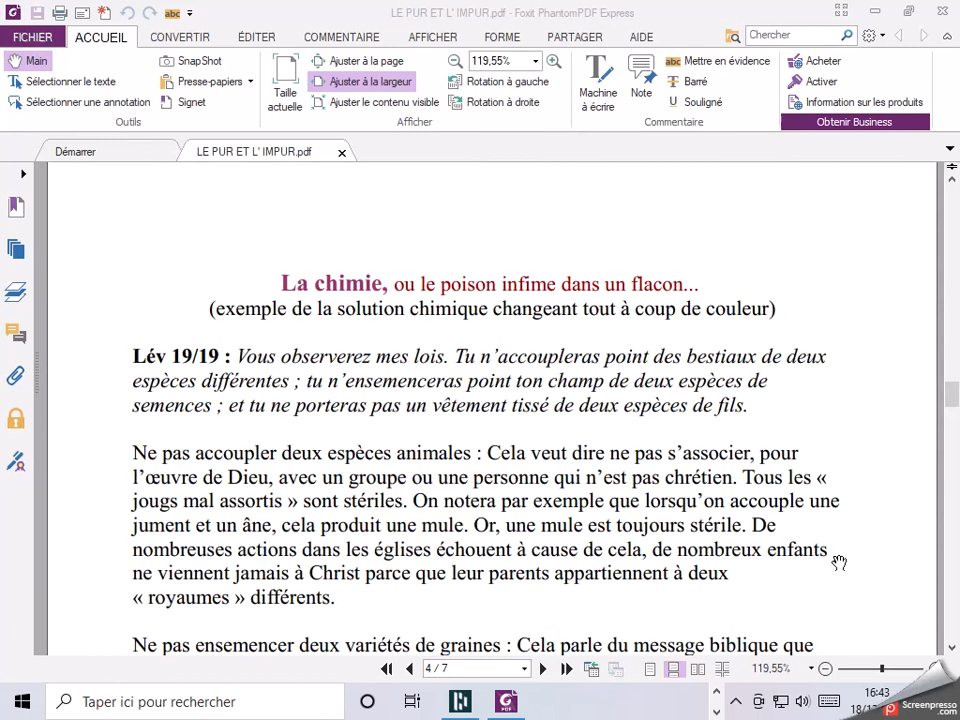 LE PUR ET L' IMPUR.pdf - Foxit PhantomPDF Express
FICHIER ACCUEIL CONVERTIR ÉDITER COMMENTAIRE AFFICHER FORME PARTAGER AIDE Chercher
Main SnapShot Ajuster à la page 119,55% Mettre en évidence Acheter
Sélectionner le texte Presse-papiers Ajuster à la largeur Rotation à gauche Barré Activer
Sélectionner une annotation Signet Taille actuelle Ajuster le contenu visible Rotation à droite Machine à écrire Note Souligné Information sur les produits
Outils Afficher Commentaire Obtenir Business
Démarrer LE PUR ET L' IMPUR.pdf
La chimie, ou le poison infime dans un flacon...
(exemple de la solution chimique changeant tout à coup de couleur)
Lév 19/19 : Vous observerez mes lois. Tu n’accoupleras point des bestiaux de deux
espèces différentes ; tu n’ensemenceras point ton champ de deux espèces de
semences ; et tu ne porteras pas un vêtement tissé de deux espèces de fils.
Ne pas accoupler deux espèces animales : Cela veut dire ne pas s’associer, pour
l’œuvre de Dieu, avec un groupe ou une personne qui n’est pas chrétien. Tous les «
jougs mal assortis » sont stériles. On notera par exemple que lorsqu’on accouple une
jument et un âne, cela produit une mule. Or, une mule est toujours stérile. De
nombreuses actions dans les églises échouent à cause de cela, de nombreux enfants
ne viennent jamais à Christ parce que leur parents appartiennent à deux
« royaumes » différents.
Ne pas ensemencer deux variétés de graines : Cela parle du message biblique que
4 / 7 119,55%
Taper ici pour rechercher 16:43
Screenpresso
.com